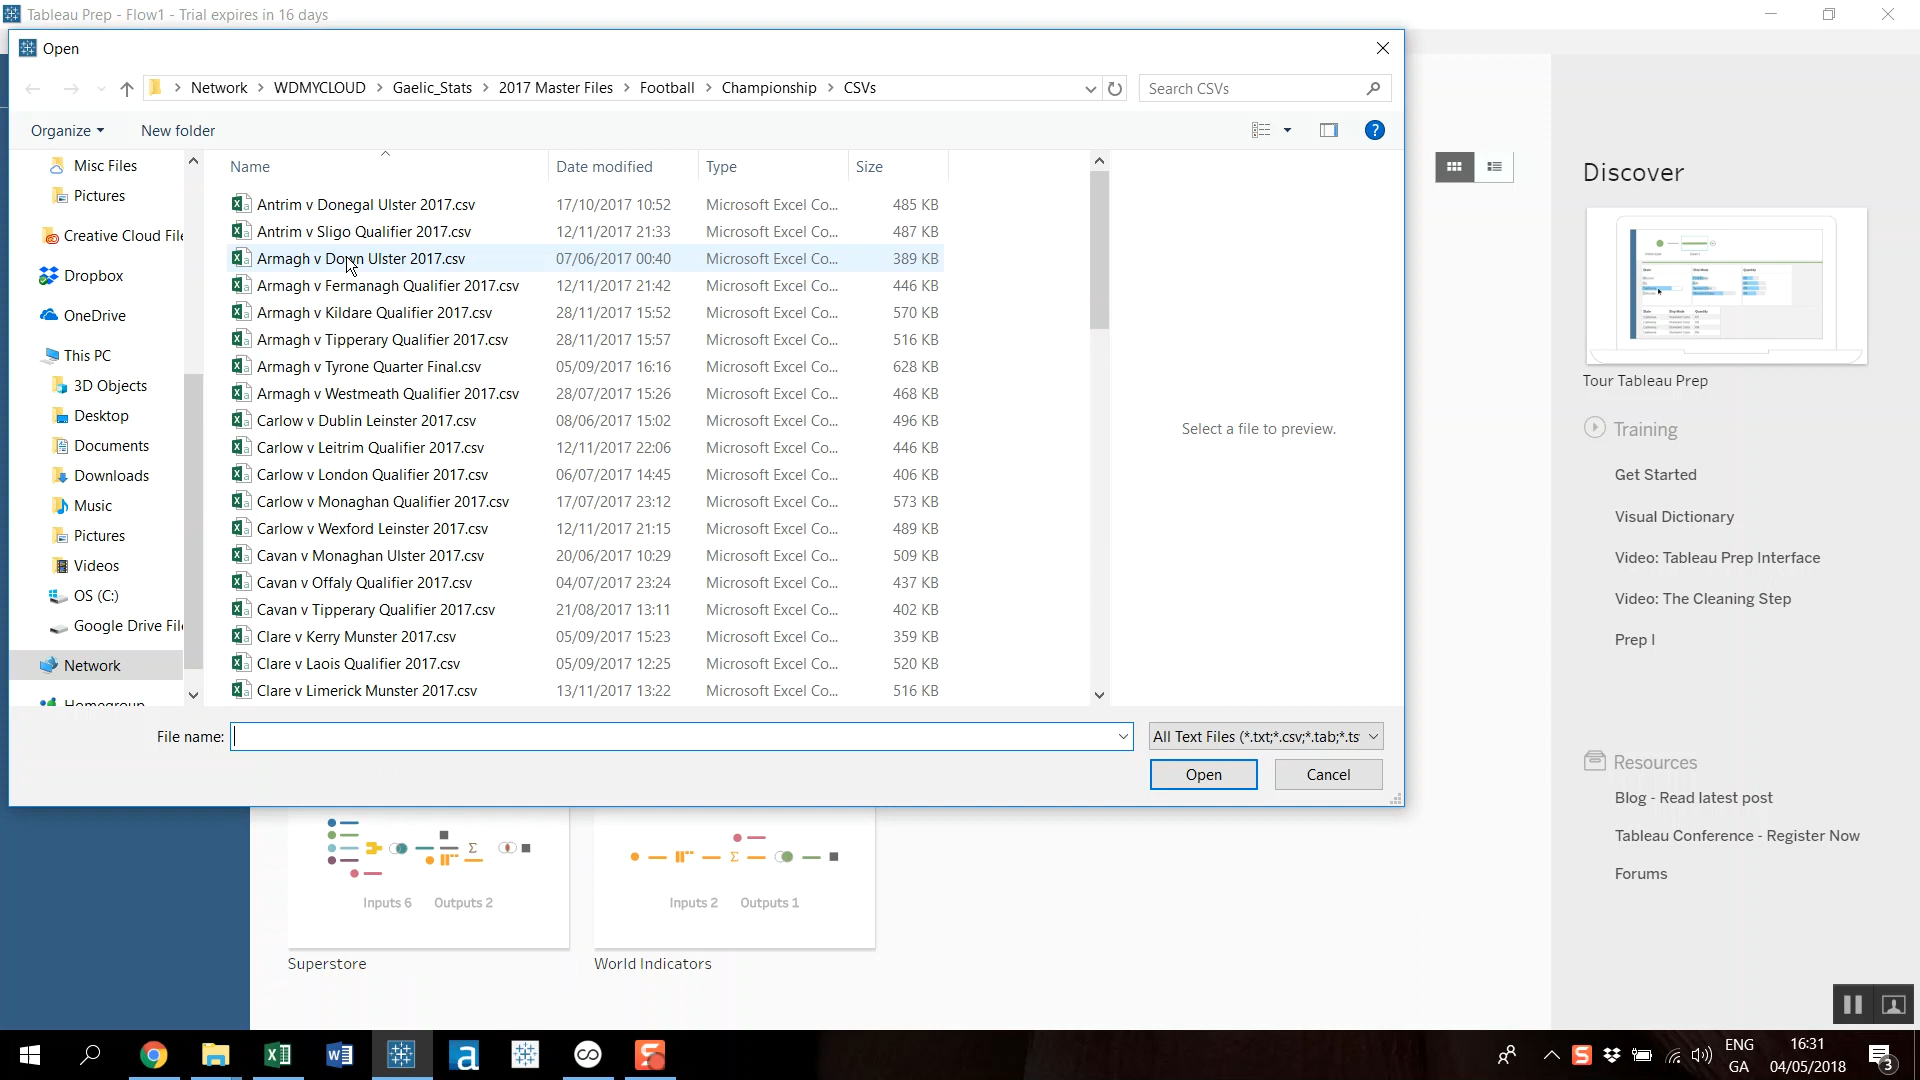 Tableau Prep - Flow1 - Trial expires in 16 days
Open
Network > WDMYCLOUD > Gaelic_Stats > 2017 Master Files > Football > Championship > CSVs
Search CSVs
Organize
New folder
Misc Files
Pictures
Creative Cloud File
Dropbox
OneDrive
This PC
3D Objects
Desktop
Documents
Downloads
Music
Pictures
Videos
OS (C:)
Google Drive File
Network
Homegroup
Name Date modified Type Size
Antrim v Donegal Ulster 2017.csv 17/10/2017 10:52 Microsoft Excel Co... 485 KB
Antrim v Sligo Qualifier 2017.csv 12/11/2017 21:33 Microsoft Excel Co... 487 KB
Armagh v Down Ulster 2017.csv 07/06/2017 00:40 Microsoft Excel Co... 389 KB
Armagh v Fermanagh Qualifier 2017.csv 12/11/2017 21:42 Microsoft Excel Co... 446 KB
Armagh v Kildare Qualifier 2017.csv 28/11/2017 15:52 Microsoft Excel Co... 570 KB
Armagh v Tipperary Qualifier 2017.csv 28/11/2017 15:57 Microsoft Excel Co... 516 KB
Armagh v Tyrone Quarter Final.csv 05/09/2017 16:16 Microsoft Excel Co... 628 KB
Armagh v Westmeath Qualifier 2017.csv 28/07/2017 15:26 Microsoft Excel Co... 468 KB
Carlow v Dublin Leinster 2017.csv 08/06/2017 15:02 Microsoft Excel Co... 496 KB
Carlow v Leitrim Qualifier 2017.csv 12/11/2017 22:06 Microsoft Excel Co... 446 KB
Carlow v London Qualifier 2017.csv 06/07/2017 14:45 Microsoft Excel Co... 406 KB
Carlow v Monaghan Qualifier 2017.csv 17/07/2017 23:12 Microsoft Excel Co... 573 KB
Carlow v Wexford Leinster 2017.csv 12/11/2017 21:15 Microsoft Excel Co... 489 KB
Cavan v Monaghan Ulster 2017.csv 20/06/2017 10:29 Microsoft Excel Co... 509 KB
Cavan v Offaly Qualifier 2017.csv 04/07/2017 23:24 Microsoft Excel Co... 437 KB
Cavan v Tipperary Qualifier 2017.csv 21/08/2017 13:11 Microsoft Excel Co... 402 KB
Clare v Kerry Munster 2017.csv 05/09/2017 15:23 Microsoft Excel Co... 359 KB
Clare v Laois Qualifier 2017.csv 05/09/2017 12:25 Microsoft Excel Co... 520 KB
Clare v Limerick Munster 2017.csv 13/11/2017 13:22 Microsoft Excel Co... 516 KB
Select a file to preview.
File name:
All Text Files (*.txt;*.csv;*.tab;*.ts
Open
Cancel
Inputs 6 Outputs 2
Superstore
Inputs 2 Outputs 1
World Indicators
Discover
Tour Tableau Prep
Training
Get Started
Visual Dictionary
Video: Tableau Prep Interface
Video: The Cleaning Step
Prep I
Resources
Blog - Read latest post
Tableau Conference - Register Now
Forums
ENG
GA
16:31
04/05/2018
3